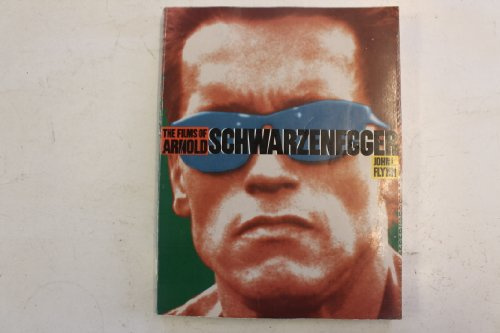 THE FILMS OF
ARNOLD SCHWARZENEGGER
JOHN L.
FLYNN